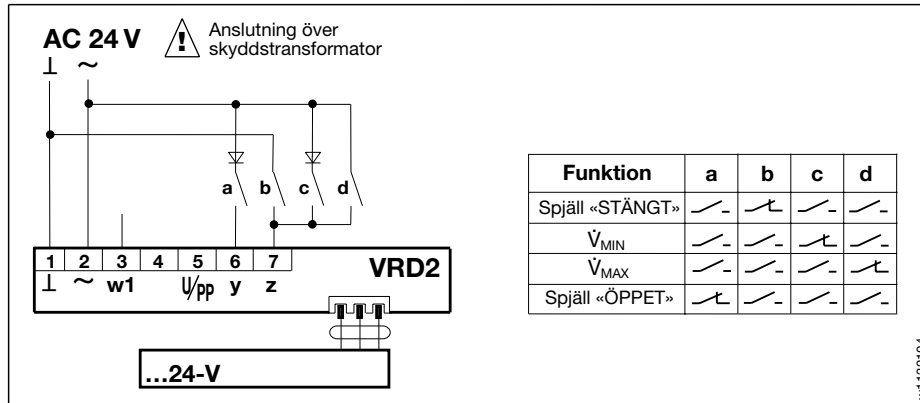 AC 24 V
Anslutning över
skyddstransformator
⊥ ~
a b c d
1 2 3 4 5 6 7
VRD2
⊥ ~ w1 U/pp y z
...24-V
Funktion a b c d
Spjäll «STÄNGT»
V̇MIN
V̇MAX
Spjäll «ÖPPET»